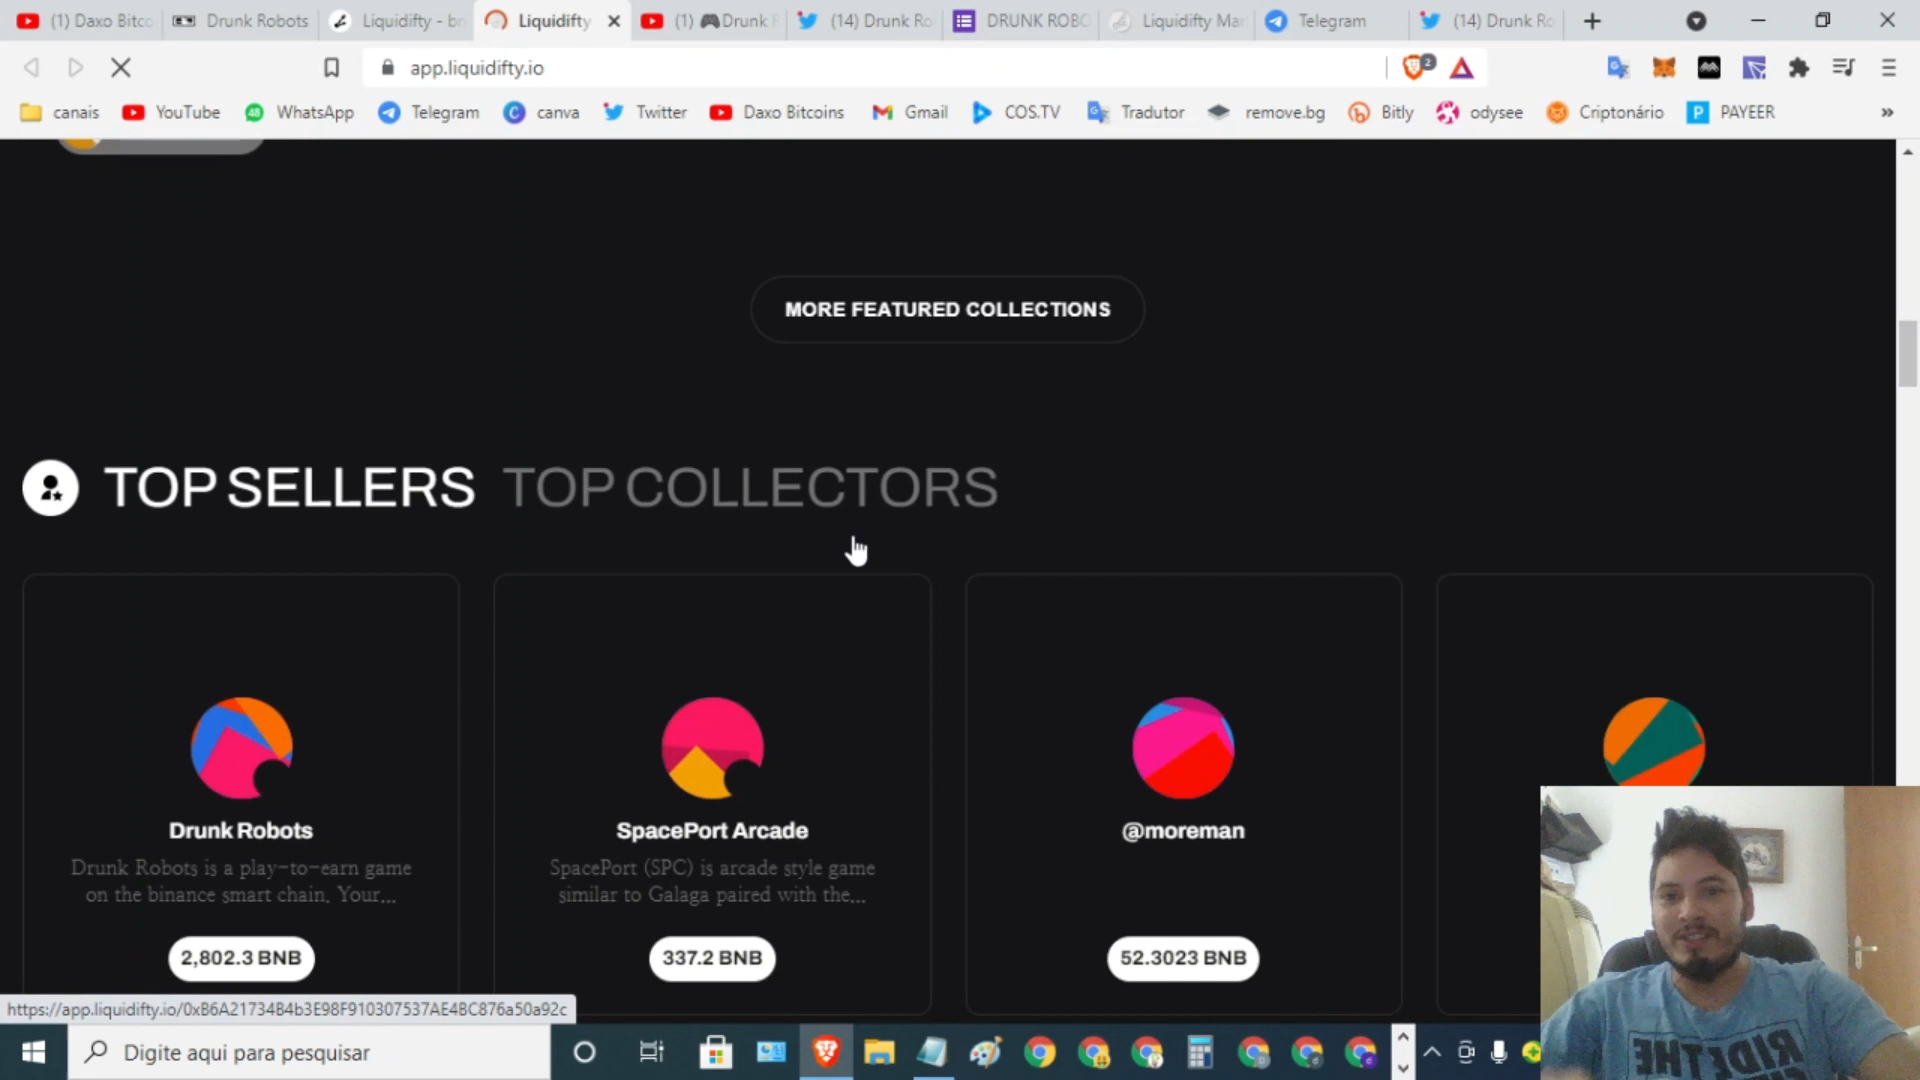 (1) Daxo Bitco
Drunk Robots
Liquidifty - br
Liquidifty
(1) 🎮Drunk R
(14) Drunk Ro
DRUNK ROBO
Liquidifty Mar
Telegram
(14) Drunk Ro
app.liquidifty.io
2
canais
YouTube
WhatsApp
Telegram
canva
Twitter
Daxo Bitcoins
Gmail
COS.TV
Tradutor
remove.bg
Bitly
odysee
Criptonário
PAYEER
MORE FEATURED COLLECTIONS
TOP SELLERS TOP COLLECTORS
Drunk Robots
Drunk Robots is a play-to-earn game
on the binance smart chain. Your...
2,802.3 BNB
SpacePort Arcade
SpacePort (SPC) is arcade style game
similar to Galaga paired with the...
337.2 BNB
@moreman
52.3023 BNB
https://app.liquidifty.io/0xB6A21734B4b3E98F910307537AE4BC876a50a92c
Digite aqui para pesquisar